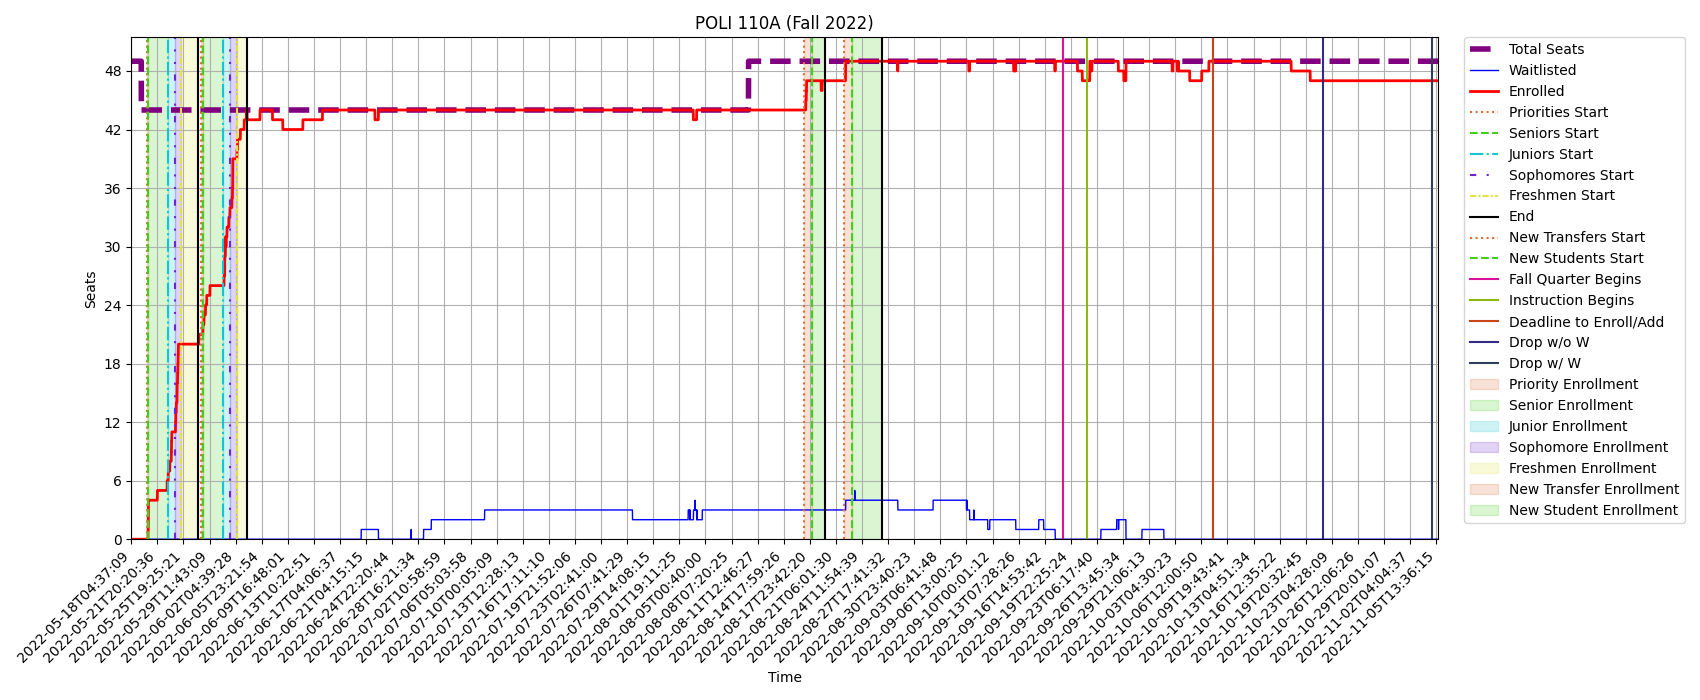 POLI 110A (Fall 2022)
Seats
48
42
36
30
24
18
12
6
0
2022-05-18T04:37:09
2022-05-21T20:20:36
2022-05-25T19:25:21
2022-05-29T11:43:09
2022-06-02T04:39:28
2022-06-05T23:21:54
2022-06-09T16:48:01
2022-06-13T10:22:51
2022-06-17T04:06:37
2022-06-21T04:15:15
2022-06-24T22:20:44
2022-06-28T16:21:34
2022-07-02T10:58:59
2022-07-06T05:03:58
2022-07-10T00:05:09
2022-07-13T12:28:13
2022-07-16T17:11:10
2022-07-19T21:52:06
2022-07-23T02:41:00
2022-07-26T07:41:29
2022-07-29T14:08:15
2022-08-01T19:11:25
2022-08-05T00:40:00
2022-08-08T07:20:25
2022-08-11T12:46:27
2022-08-14T17:59:26
2022-08-17T23:42:20
2022-08-21T06:01:30
2022-08-24T11:54:39
2022-08-27T17:41:32
2022-08-30T23:40:23
2022-09-03T06:41:48
2022-09-06T13:00:25
2022-09-10T00:01:12
2022-09-13T07:28:26
2022-09-16T14:53:42
2022-09-19T22:25:24
2022-09-23T06:17:40
2022-09-26T13:45:34
2022-09-29T21:06:13
2022-10-03T04:30:23
2022-10-06T12:00:50
2022-10-09T19:43:41
2022-10-13T04:51:34
2022-10-16T12:35:22
2022-10-19T20:32:45
2022-10-23T04:28:09
2022-10-26T12:06:26
2022-10-29T20:01:07
2022-11-02T04:04:37
2022-11-05T13:36:15
Time
Total Seats
Waitlisted
Enrolled
Priorities Start
Seniors Start
Juniors Start
Sophomores Start
Freshmen Start
End
New Transfers Start
New Students Start
Fall Quarter Begins
Instruction Begins
Deadline to Enroll/Add
Drop w/o W
Drop w/ W
Priority Enrollment
Senior Enrollment
Junior Enrollment
Sophomore Enrollment
Freshmen Enrollment
New Transfer Enrollment
New Student Enrollment